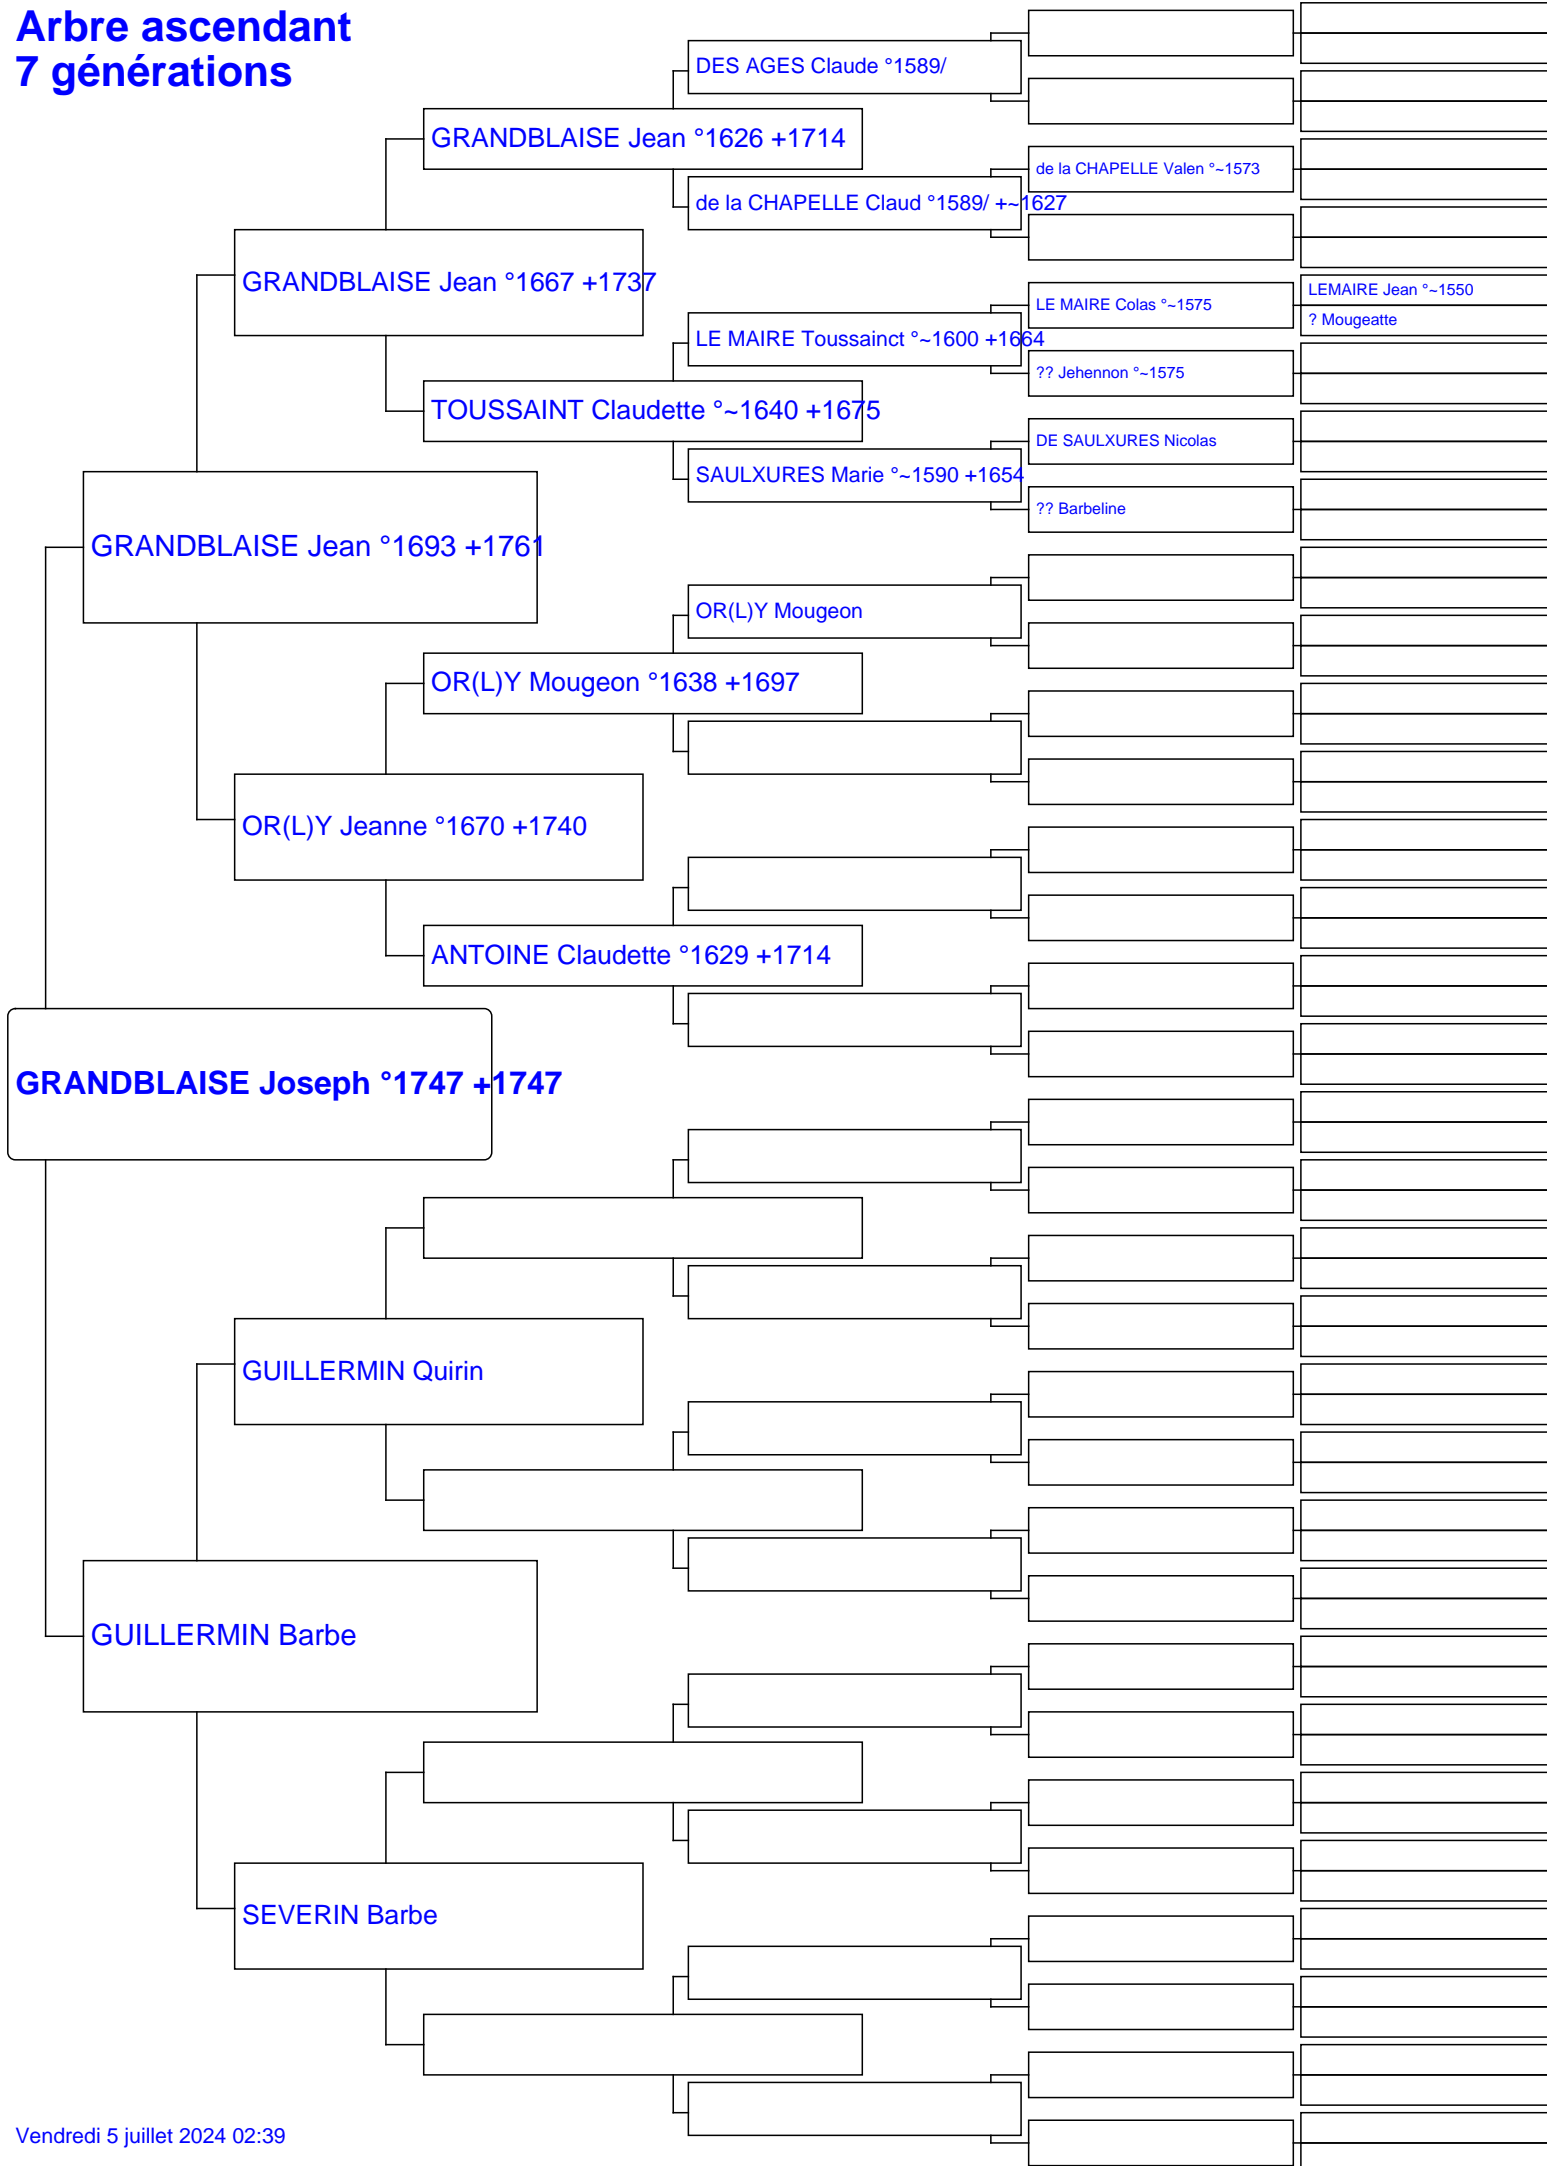 Arbre ascendant
7 générations
DES AGES Claude °1589/
GRANDBLAISE Jean °1626 +1714
de la CHAPELLE Valen °~1573
de la CHAPELLE Claud °1589/ +~1627
GRANDBLAISE Jean °1667 +1737
LEMAIRE Jean °~1550
LE MAIRE Colas °~1575
? Mougeatte
LE MAIRE Toussainct °~1600 +1664
?? Jehennon °~1575
TOUSSAINT Claudette °~1640 +1675
DE SAULXURES Nicolas
SAULXURES Marie °~1590 +1654
?? Barbeline
GRANDBLAISE Jean °1693 +1761
OR(L)Y Mougeon
OR(L)Y Mougeon °1638 +1697
OR(L)Y Jeanne °1670 +1740
ANTOINE Claudette °1629 +1714
GRANDBLAISE Joseph °1747 +1747
GUILLERMIN Quirin
GUILLERMIN Barbe
SEVERIN Barbe
Vendredi 5 juillet 2024 02:39